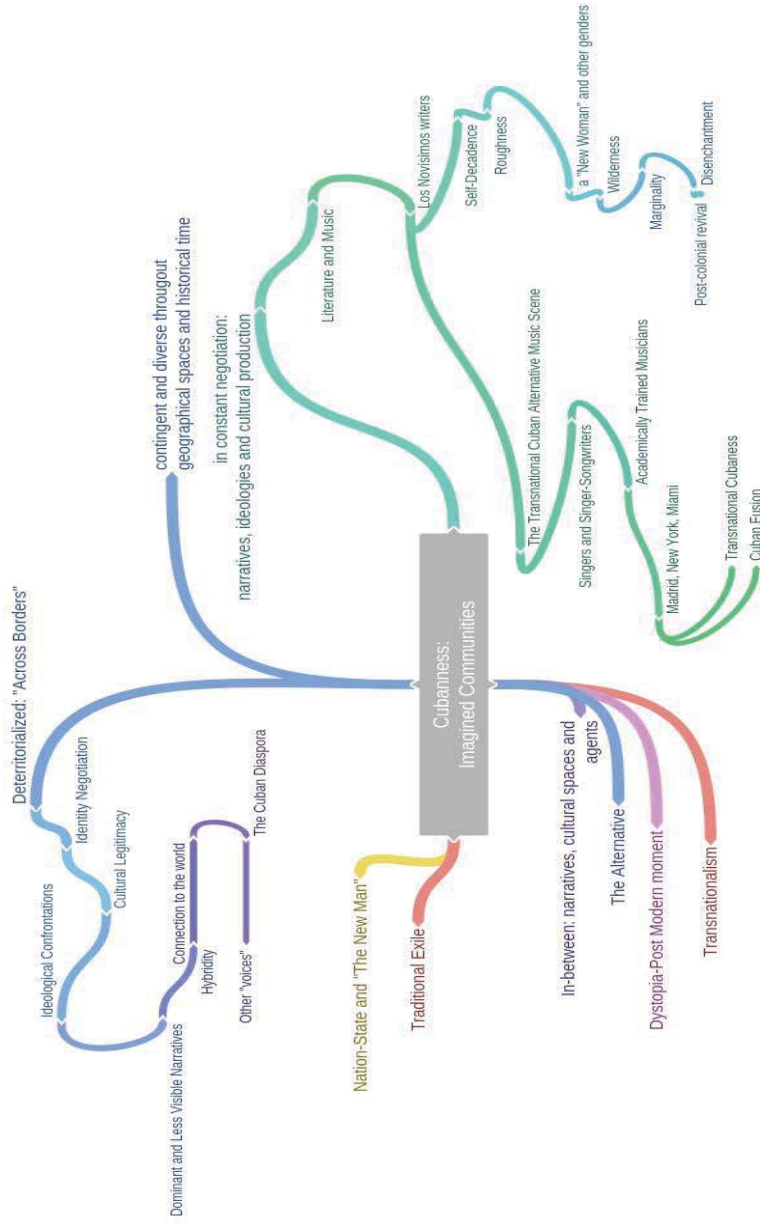 Deterritorialized: "Across Borders"
Identity Negotiation
Cultural Legitimacy
Ideological Confrontations
Dominant and Less Visible Narratives
Connection to the world
Hybridity
The Cuban Diaspora
Other "voices"
contingent and diverse througout
geographical spaces and historical time
in constant negotiation:
narratives, ideologies and cultural production
Literature and Music
Los Novisimos writers
Self-Decadence
Roughness
a "New Woman" and other genders
Wilderness
Marginality
Disenchantment
Post-colonial revival
The Transnational Cuban Alternative Music Scene
Singers and Singer-Songwriters
Academically Trained Musicians
Madrid, New York, Miami
Transnational Cubaness
Cuban Fusion
Cubanness:
Imagined Communities
Nation-State and "The New Man"
Traditional Exile
In-between: narratives, cultural spaces and
agents
The Alternative
Dystopia-Post Modern moment
Transnationalism